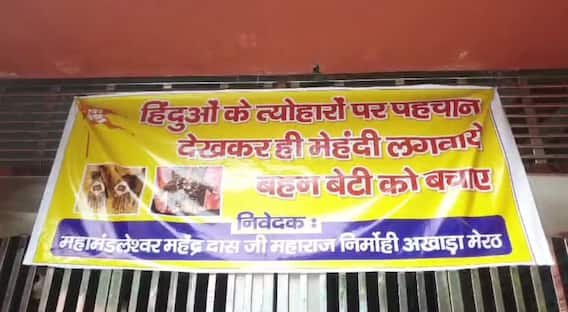 हिंदुओं के त्योहारों पर पहचान
देखकर ही मेहंदी लगवाये
बहन बेटी को बचाए
निवेदक :
महामंडलेश्वर महेंद्र दास जी महाराज निर्मोही अखाड़ा मेरठ